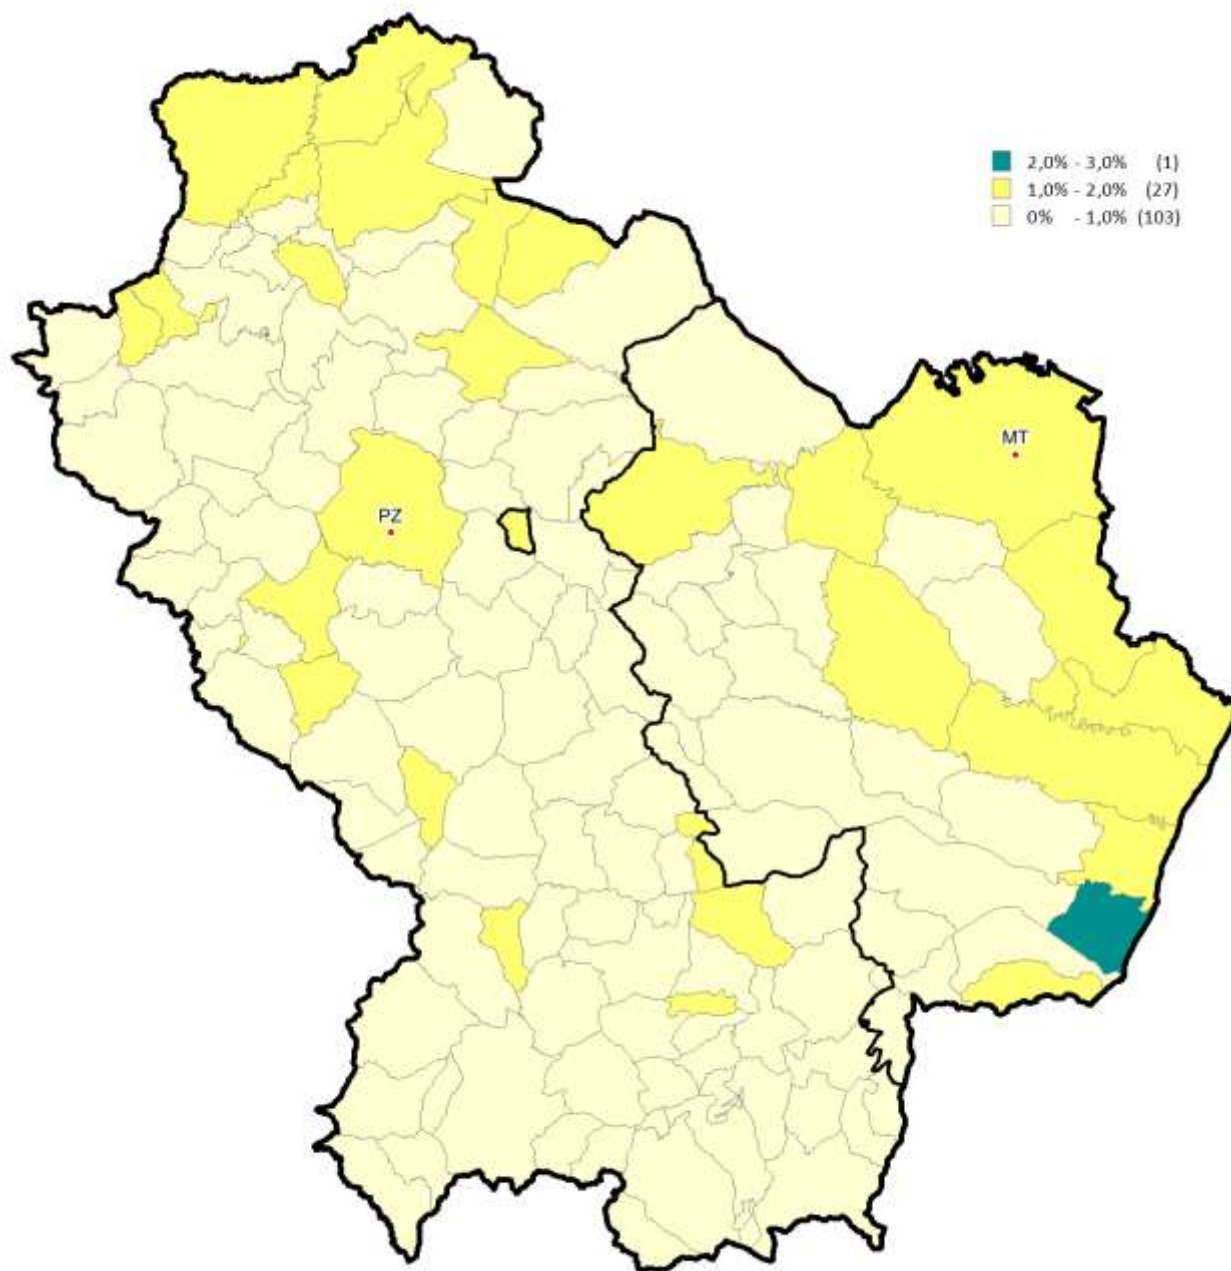 2,0% - 3,0% (1)
1,0% - 2,0% (27)
0% - 1,0% (103)
MT
PZ